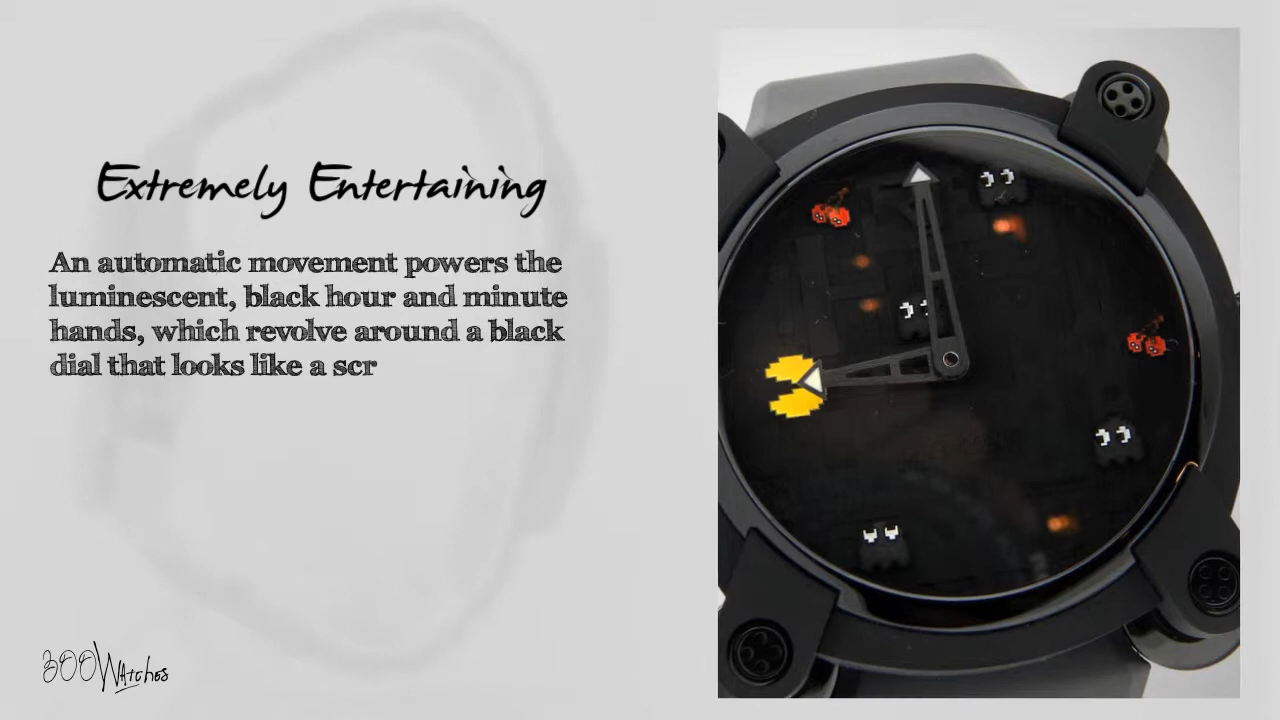 Extremely Entertaining
An automatic movement powers the
luminescent, black hour and minute
hands, which revolve around a black
dial that looks like a scr
300Watches